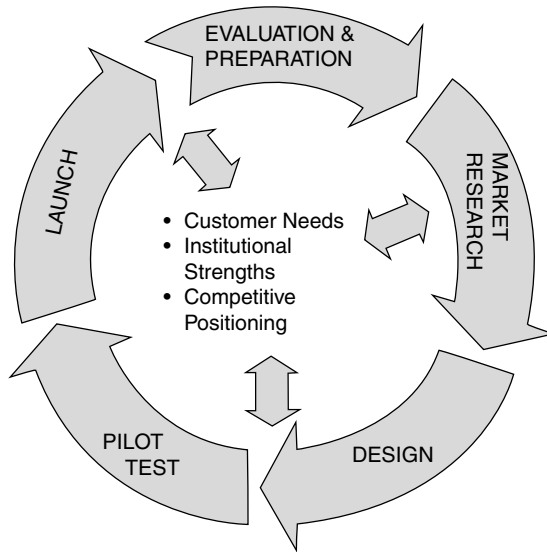 EVALUATION &
PREPARATION
MARKET
RESEARCH
DESIGN
PILOT
TEST
LAUNCH
• Customer Needs
• Institutional
Strengths
• Competitive
Positioning